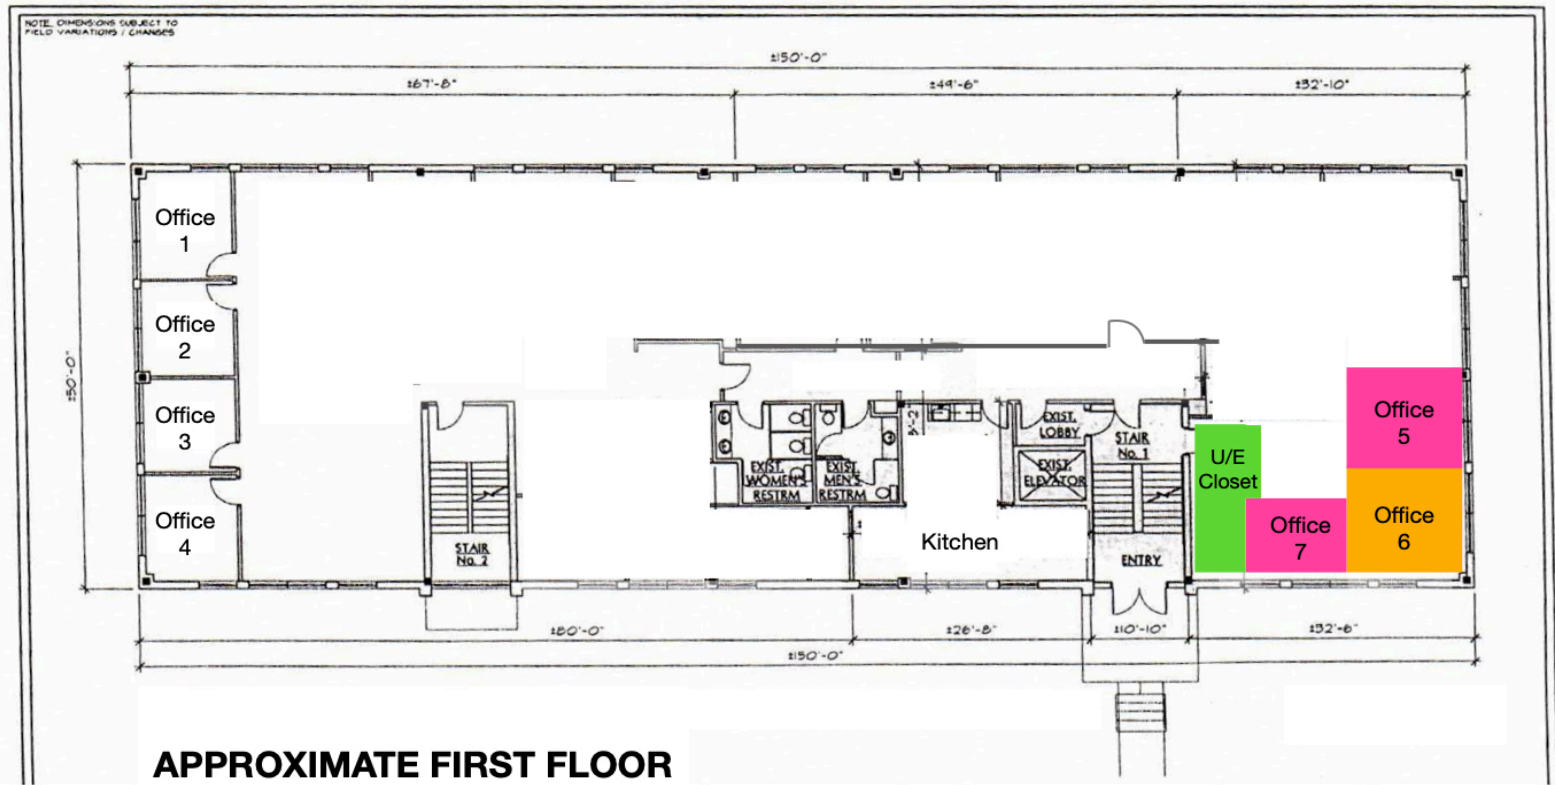 NOTE, DIMENSIONS SUBJECT TO
FIELD VARIATIONS / CHANGES
±150'-0"
±67'-8"
±49'-6"
±32'-10"
±50'-0"
Office
1
Office
2
Office
3
Office
4
STAIR
No. 2
EXIST.
WOMEN'S
RESTRM
EXIST.
MEN'S
RESTRM
Kitchen
EXIST.
LOBBY
EXIST.
ELEVATOR
STAIR
No. 1
ENTRY
U/E
Closet
Office
5
Office
6
Office
7
±80'-0"
±26'-8"
±10'-10"
±32'-6"
±150'-0"
APPROXIMATE FIRST FLOOR